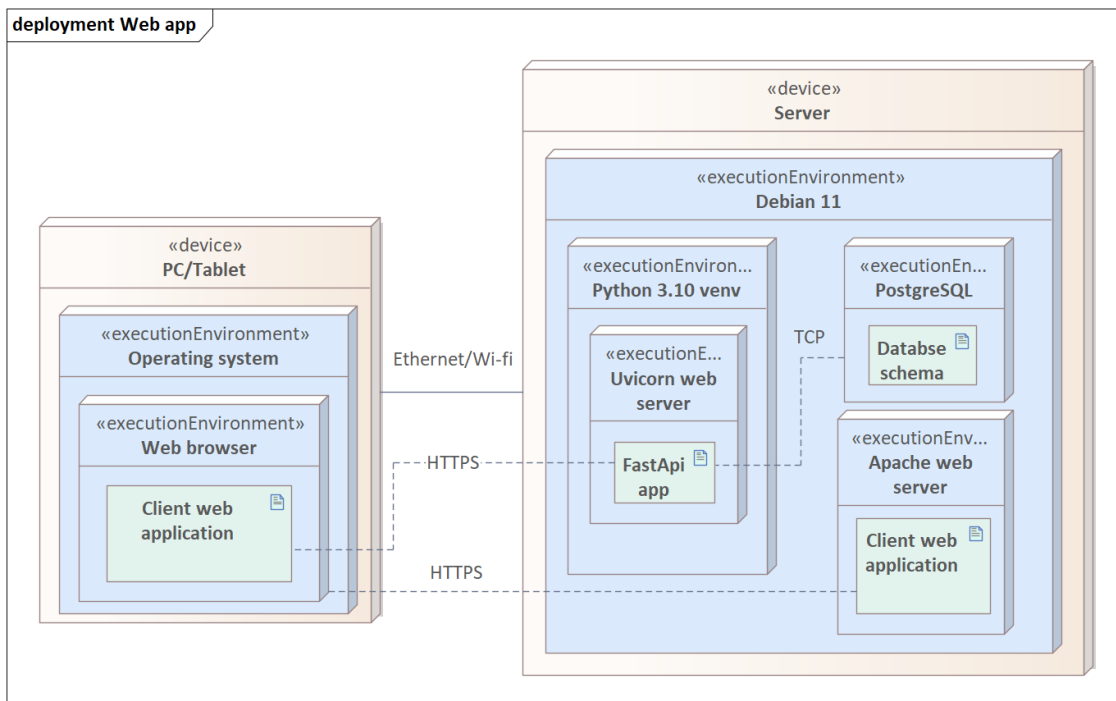 deployment Web app
«device»
Server
«executionEnvironment»
Debian 11
«device»
PC/Tablet
«executionEnvironment»
Operating system
«executionEnvironment»
Web browser
Client web
application
Ethernet/Wi-fi
HTTPS
HTTPS
«executionEnviron...
Python 3.10 venv
«executionE...
Uvicorn web
server
FastApi
app
TCP
«executionEn...
PostgreSQL
Databse
schema
«executionEnv...
Apache web
server
Client web
application